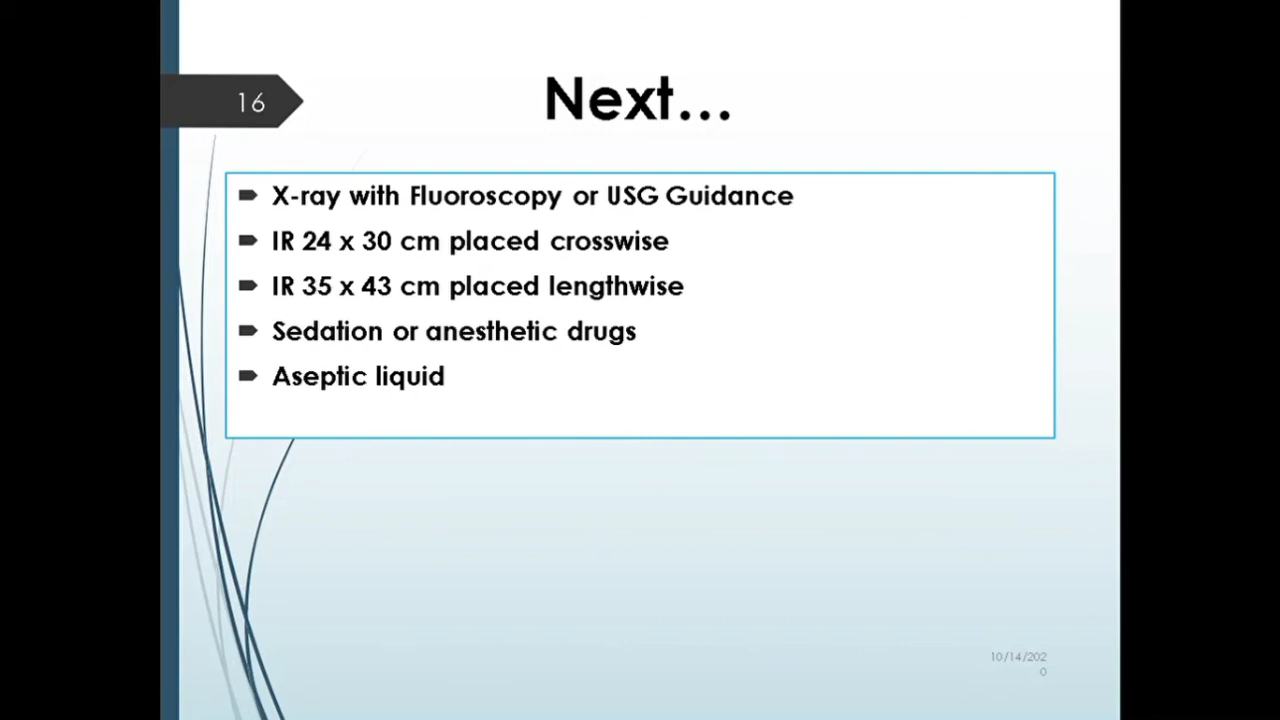 16
Next...
X-ray with Fluoroscopy or USG Guidance
IR 24 x 30 cm placed crosswise
IR 35 x 43 cm placed lengthwise
Sedation or anesthetic drugs
Aseptic liquid
10/14/202
0